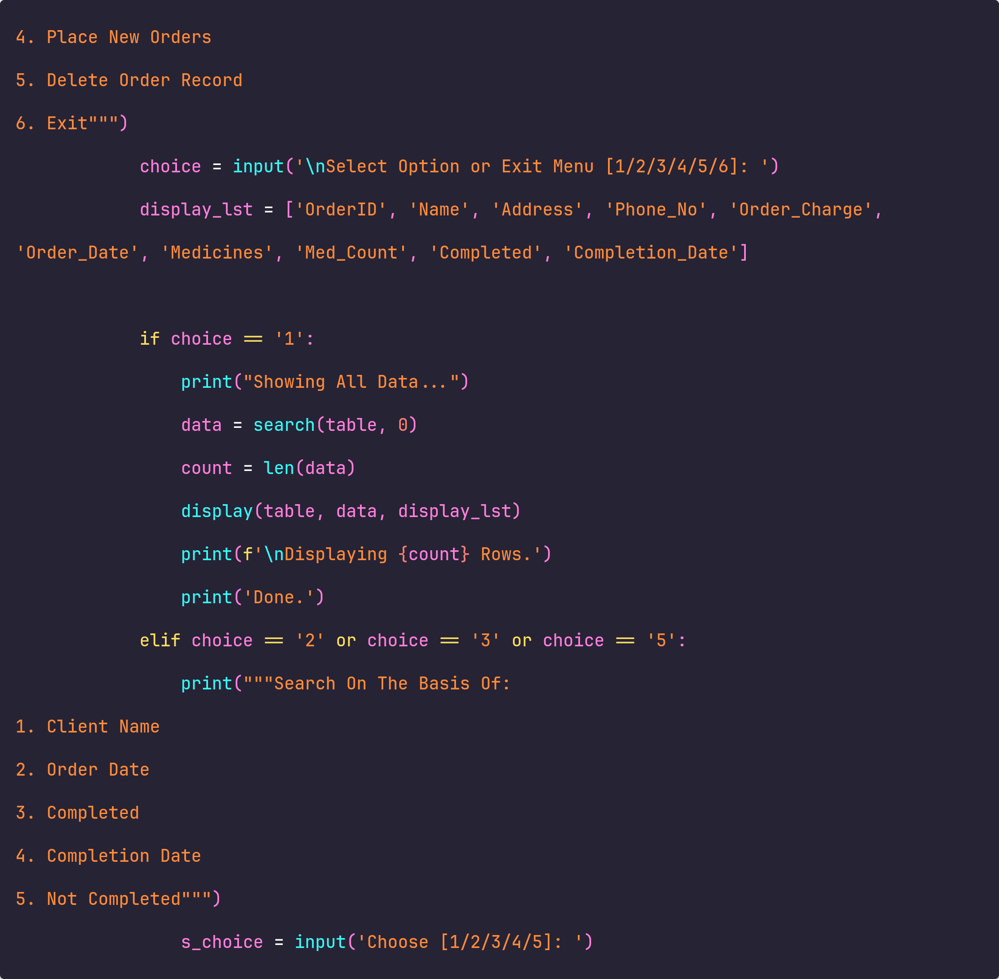 4. Place New Orders
5. Delete Order Record
6. Exit""")
            choice = input('\nSelect Option or Exit Menu [1/2/3/4/5/6]: ')
            display_lst = ['OrderID', 'Name', 'Address', 'Phone_No', 'Order_Charge',
'Order_Date', 'Medicines', 'Med_Count', 'Completed', 'Completion_Date']

            if choice == '1':
                print("Showing All Data...")
                data = search(table, 0)
                count = len(data)
                display(table, data, display_lst)
                print(f'\nDisplaying {count} Rows.')
                print('Done.')
            elif choice == '2' or choice == '3' or choice == '5':
                print("""Search On The Basis Of:
1. Client Name
2. Order Date
3. Completed
4. Completion Date
5. Not Completed""")
                s_choice = input('Choose [1/2/3/4/5]: ')